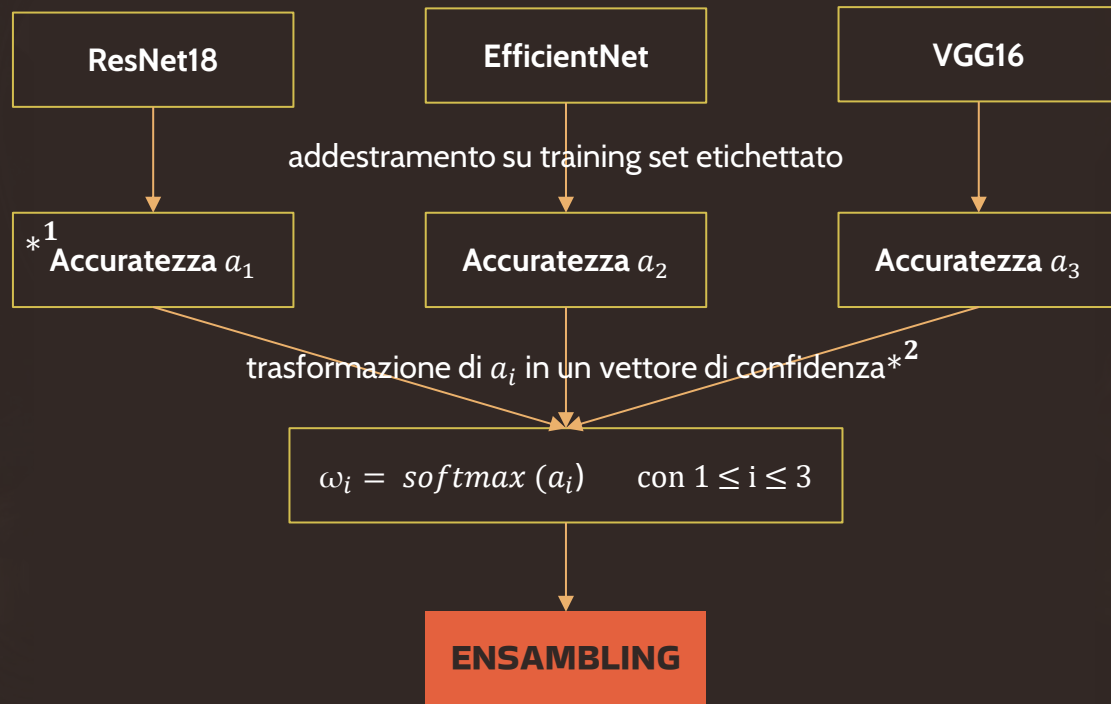 ResNet18
EfficientNet
VGG16
addestramento su training set etichettato
*1 Accuratezza a1
Accuratezza a2
Accuratezza a3
trasformazione di ai in un vettore di confidenza*2
ωi = softmax (ai) con 1 ≤ i ≤ 3
ENSAMBLING